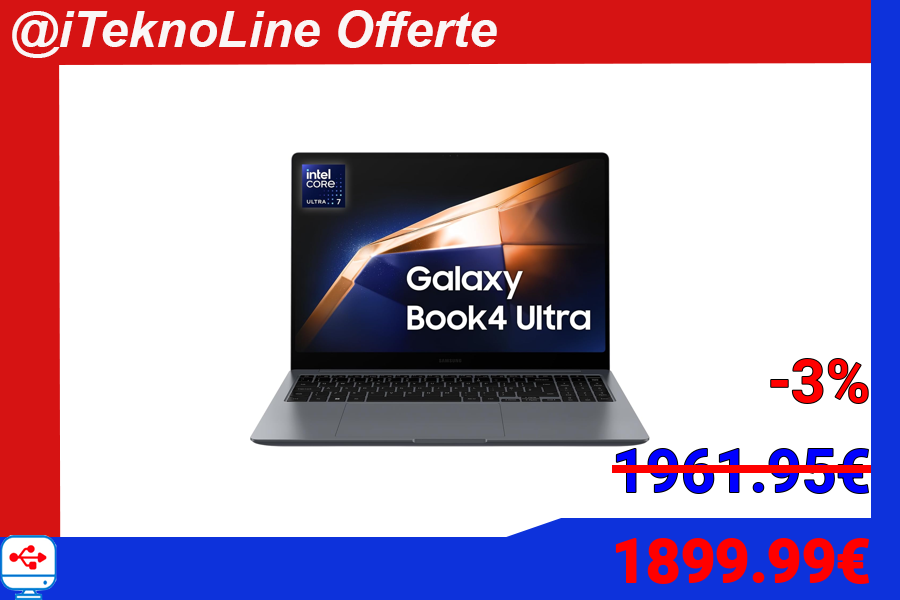 @iTeknoLine Offerte
intel
CORE
ULTRA 7
Galaxy
Book4 Ultra
-3%
1961.95€
1899.99€